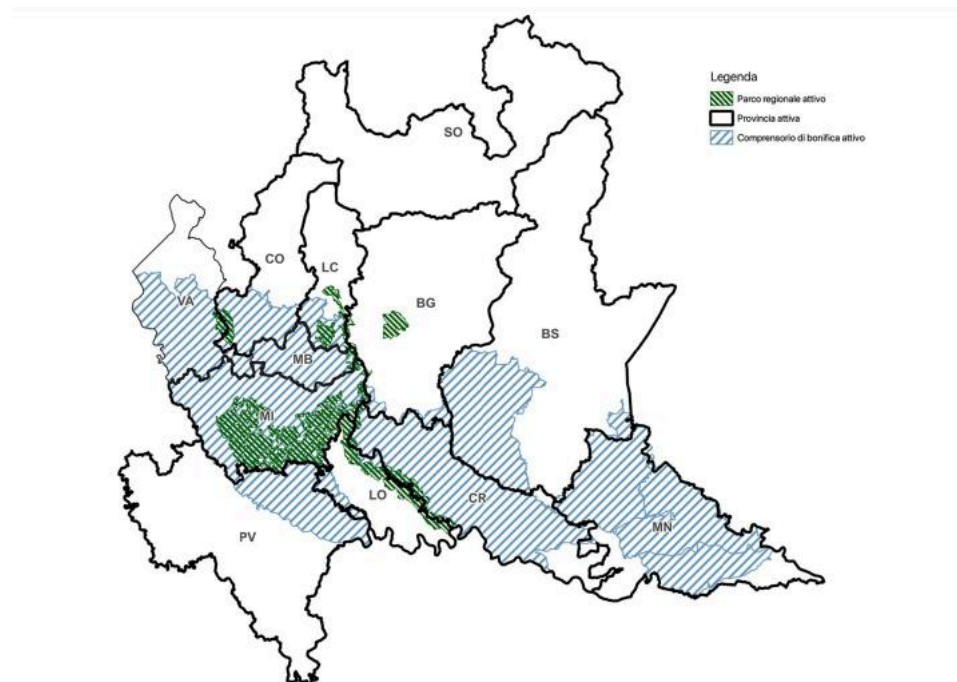 Legenda
Parco regionale attivo
Provincia attiva
Comprensorio di bonifica attivo
SO
CO
LC
VA
BG
BS
MB
MI
LO
CR
MN
PV